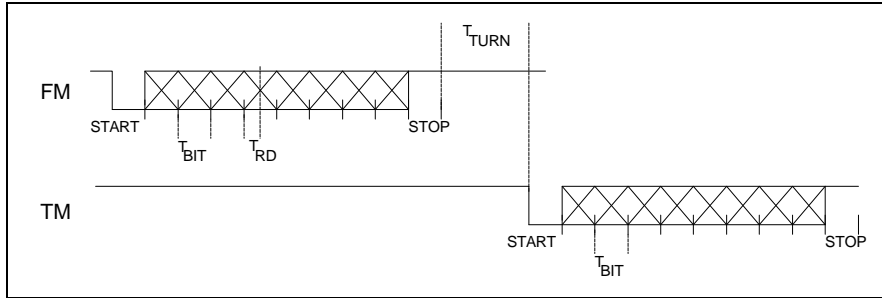 T TURN
FM
START
STOP
T BIT
T RD
TM
START
STOP
T BIT